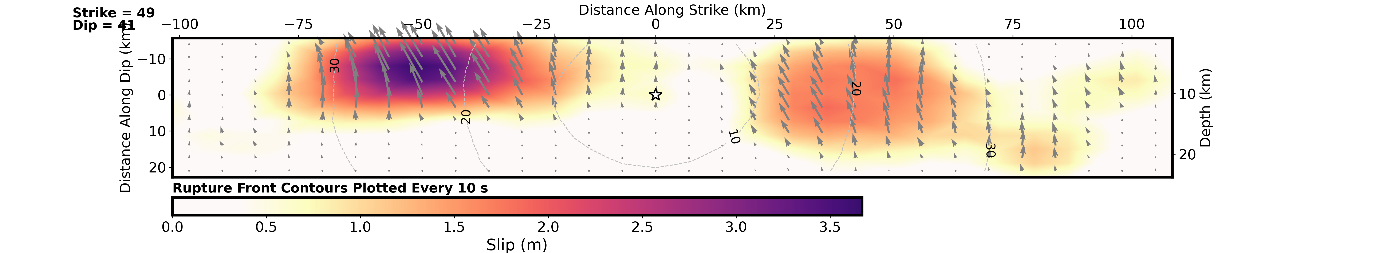 Distance Along Strike (km)
Strike = 49
Dip = 41
−100 −75 −50 −25 0 25 50 75 100
Distance Along Dip (km)
−10
0
10
20
30
20
10
20
30
10
20
Depth (km)
Rupture Front Contours Plotted Every 10 s
0.0 0.5 1.0 1.5 2.0 2.5 3.0 3.5
Slip (m)